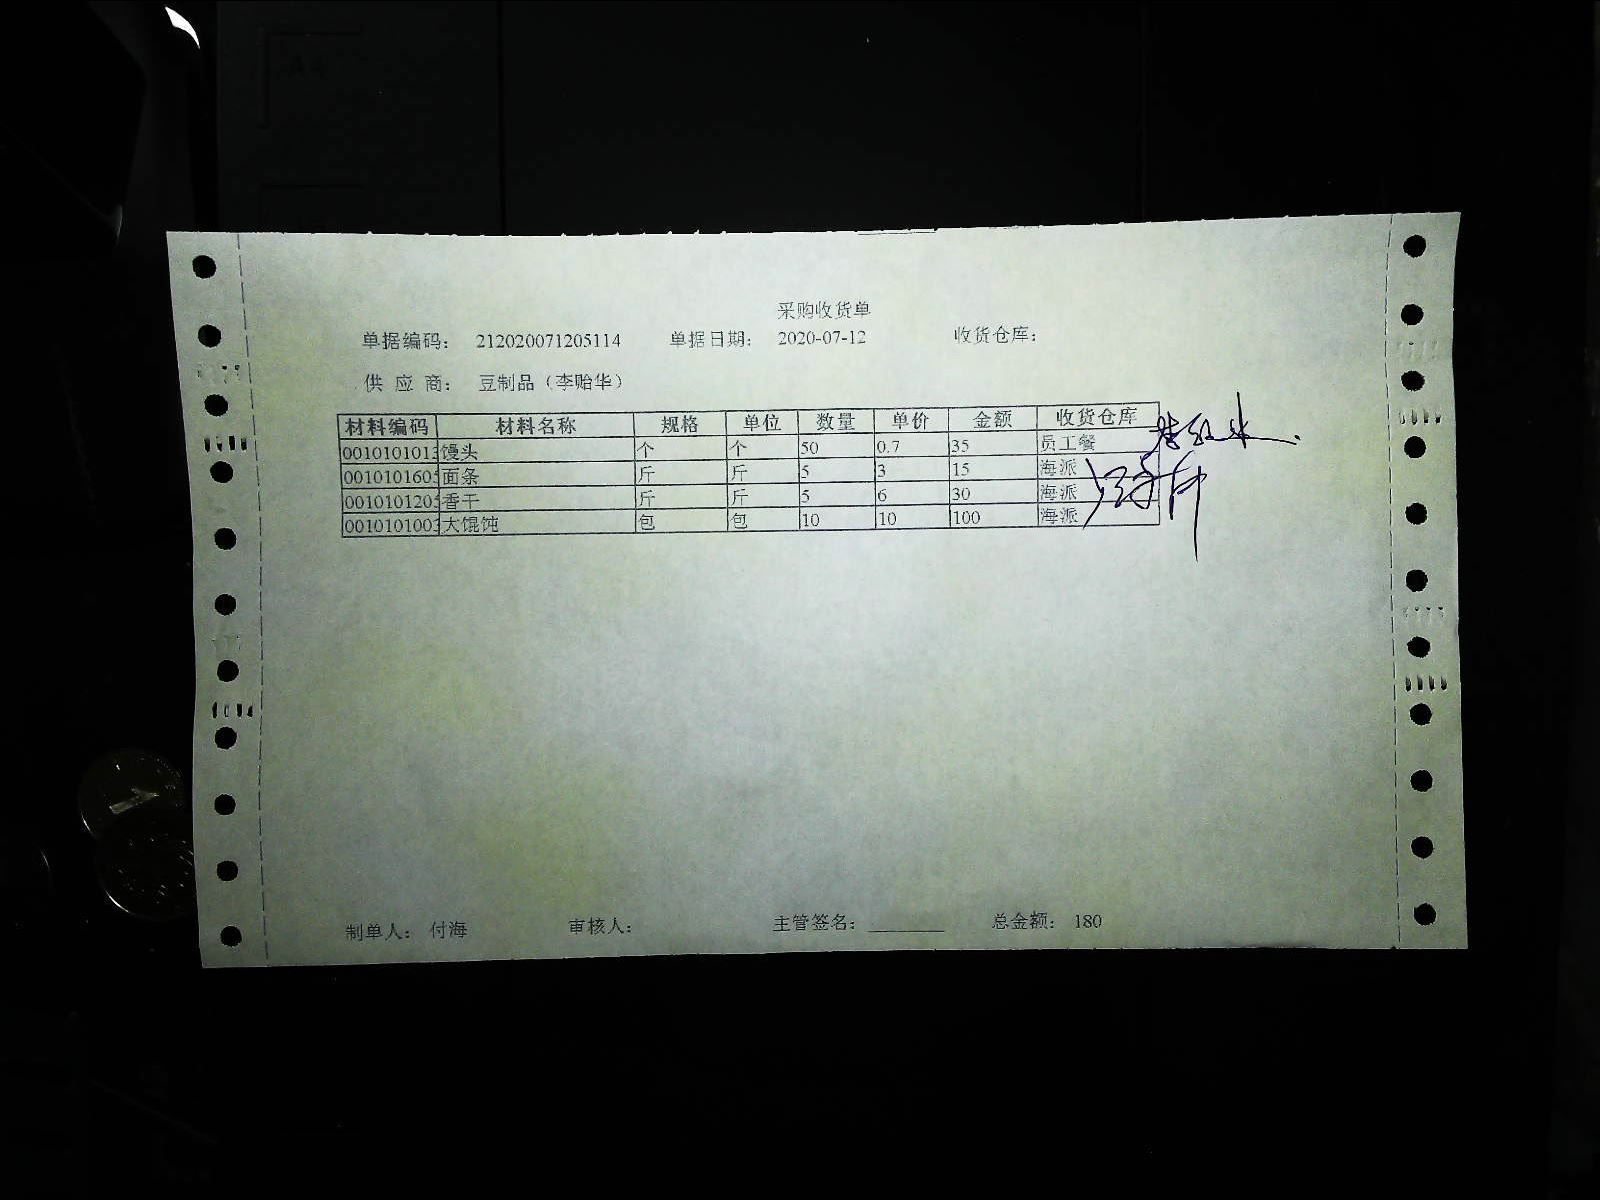 采购收货单
单据编码： 212020071205114 单据日期： 2020-07-12 收货仓库：
供 应 商： 豆制品（李贻华）
材料编码 材料名称 规格 单位 数量 单价 金额 收货仓库
001010101 馒头 个 个 50 0.7 35 员工餐
001010160 面条 斤 斤 5 3 15 海派
001010120 香干 斤 斤 5 6 30 海派
001010100 大馄饨 包 包 10 10 100 海派
制单人： 付海 审核人： 主管签名： ________ 总金额： 180